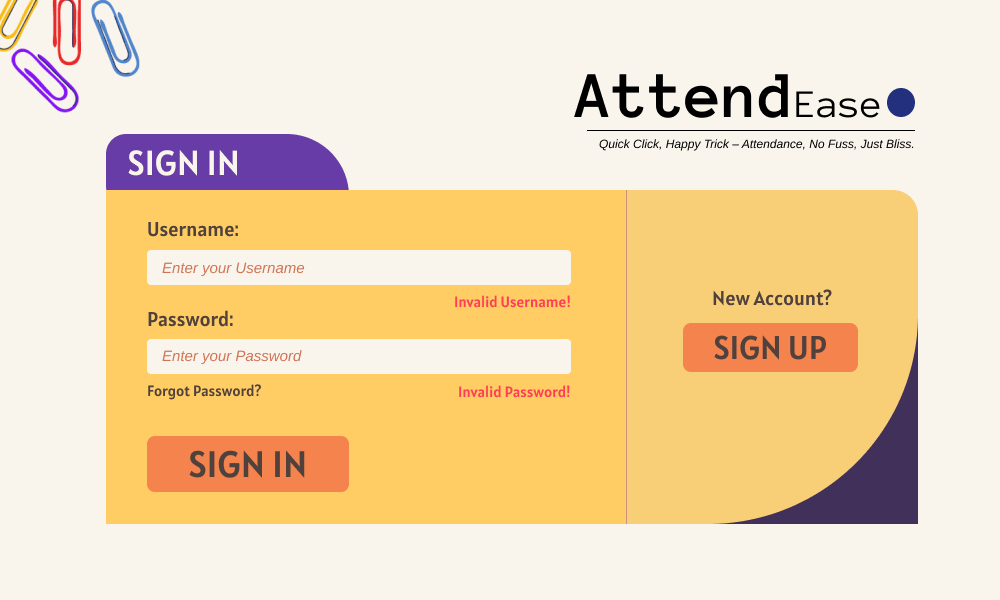 AttendEase
Quick Click, Happy Trick – Attendance, No Fuss, Just Bliss.
SIGN IN
Username:
Enter your Username
Invalid Username!
Password:
Enter your Password
Forgot Password?
Invalid Password!
SIGN IN
New Account?
SIGN UP